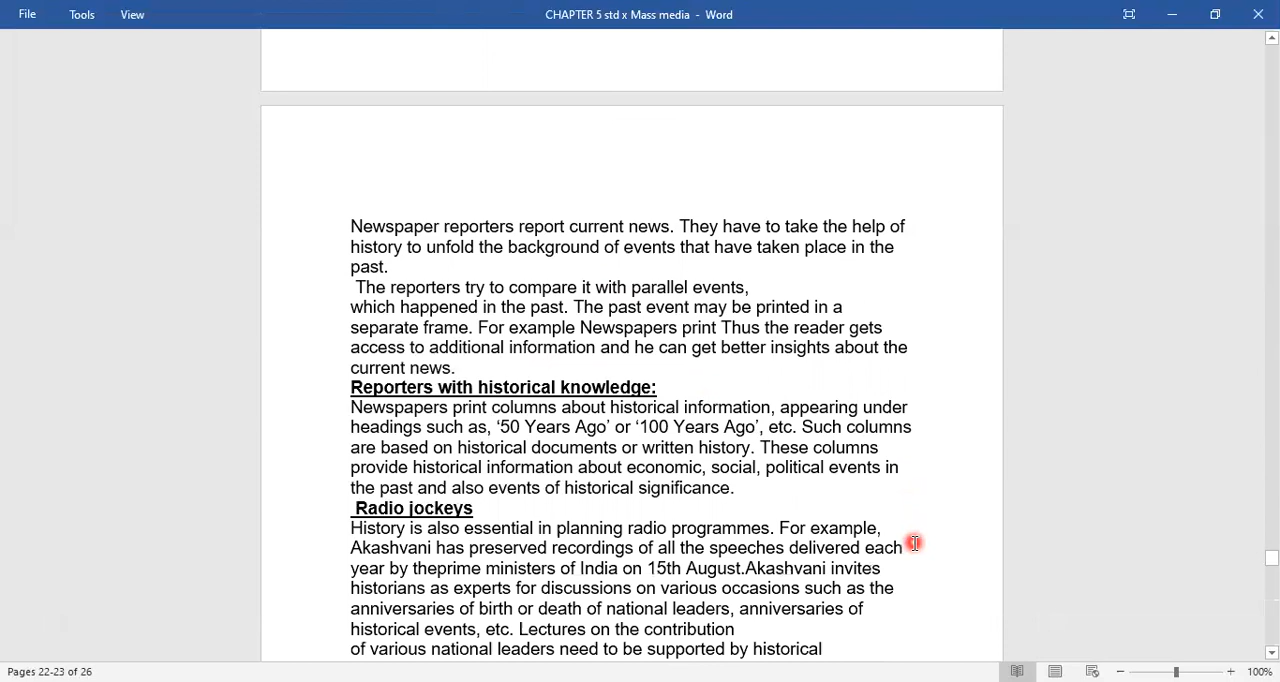 File Tools View CHAPTER 5 std x Mass media - Word
Newspaper reporters report current news. They have to take the help of
history to unfold the background of events that have taken place in the
past.
The reporters try to compare it with parallel events,
which happened in the past. The past event may be printed in a
separate frame. For example Newspapers print Thus the reader gets
access to additional information and he can get better insights about the
current news.
Reporters with historical knowledge:
Newspapers print columns about historical information, appearing under
headings such as, ‘50 Years Ago’ or ‘100 Years Ago’, etc. Such columns
are based on historical documents or written history. These columns
provide historical information about economic, social, political events in
the past and also events of historical significance.
Radio jockeys
History is also essential in planning radio programmes. For example,
Akashvani has preserved recordings of all the speeches delivered each
year by theprime ministers of India on 15th August.Akashvani invites
historians as experts for discussions on various occasions such as the
anniversaries of birth or death of national leaders, anniversaries of
historical events, etc. Lectures on the contribution
of various national leaders need to be supported by historical
Pages 22-23 of 26 100%